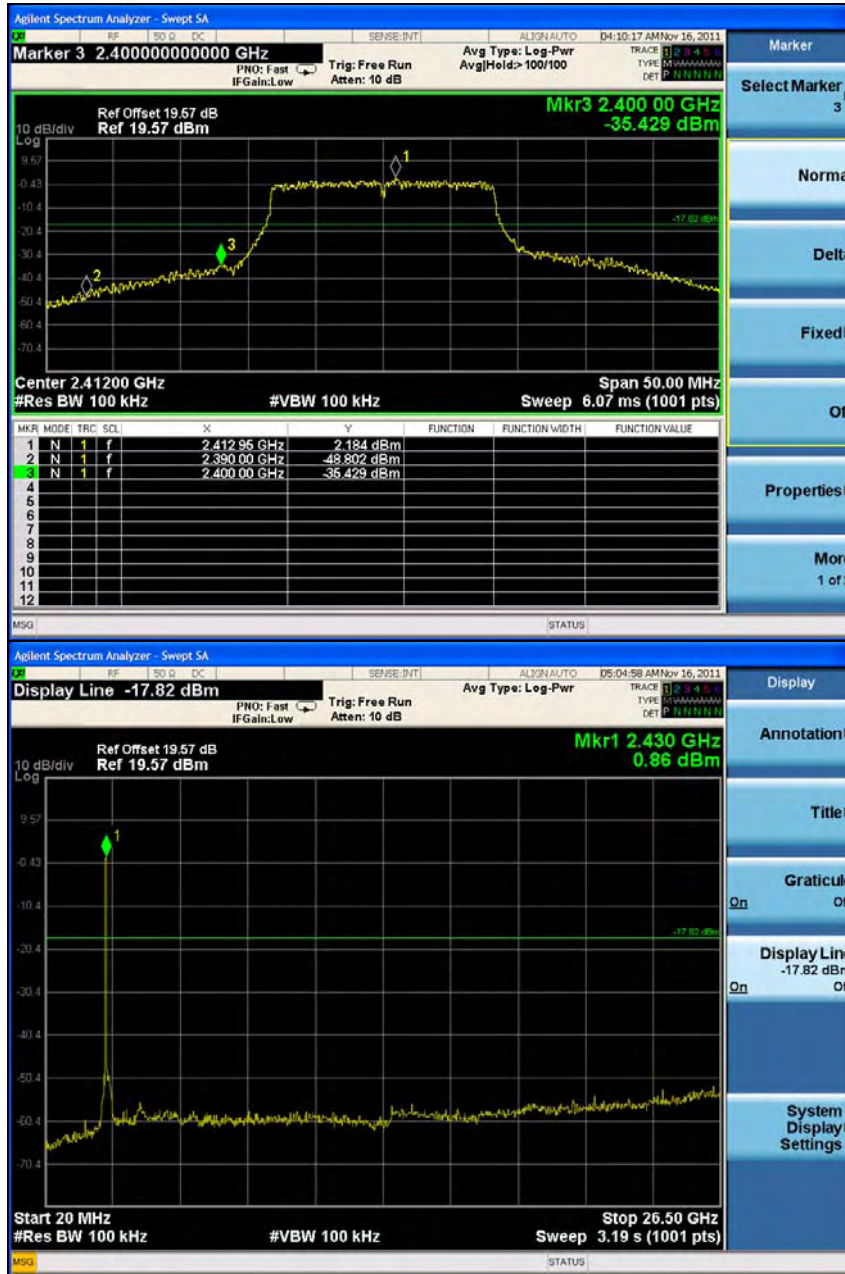 Agilent Spectrum Analyzer - Swept SA
RF 50 Ω DC SENSE:INT ALIGNAUTO 04:10:17 AM Nov 16, 2011
Marker 3 2.400000000000 GHz
PNO: Fast Trig: Free Run Avg Type: Log-Pwr TRACE 1 2 3 4 5 6
IFGain:Low Atten: 10 dB Avg|Hold:> 100/100 TYPE M
DET P N N N N N
Mkr3 2.400 00 GHz
-35.429 dBm
Ref Offset 19.57 dB
10 dB/div Ref 19.57 dBm
Log
9.57
-0.43
-10.4
-20.4
-30.4
-40.4
-50.4
-60.4
-70.4
1
2
3
-17.82 dBm
Center 2.41200 GHz Span 50.00 MHz
#Res BW 100 kHz #VBW 100 kHz Sweep 6.07 ms (1001 pts)
MKR MODE TRC SCL X Y FUNCTION FUNCTION WIDTH FUNCTION VALUE
1 N 1 f 2.412 95 GHz 2.184 dBm
2 N 1 f 2.390 00 GHz -48.802 dBm
3 N 1 f 2.400 00 GHz -35.429 dBm
4
5
6
7
8
9
10
11
12
MSG STATUS
Marker
Select Marker
3
Norma
Delta
Fixed
Of
Properties
More
1 of 2
Agilent Spectrum Analyzer - Swept SA
RF 50 Ω DC SENSE:INT ALIGNAUTO 05:04:58 AM Nov 16, 2011
Display Line -17.82 dBm
PNO: Fast Trig: Free Run Avg Type: Log-Pwr TRACE 1 2 3 4 5 6
IFGain:Low Atten: 10 dB TYPE M
DET P N N N N N
Mkr1 2.430 GHz
0.86 dBm
Ref Offset 19.57 dB
10 dB/div Ref 19.57 dBm
Log
9.57
-0.43
-10.4
-20.4
-30.4
-40.4
-50.4
-60.4
-70.4
1
-17.82 dBm
Start 20 MHz Stop 26.50 GHz
#Res BW 100 kHz #VBW 100 kHz Sweep 3.19 s (1001 pts)
MSG STATUS
Display
Annotation
Title
Graticule
On Of
Display Line
-17.82 dBm
On Of
System
Display
Settings